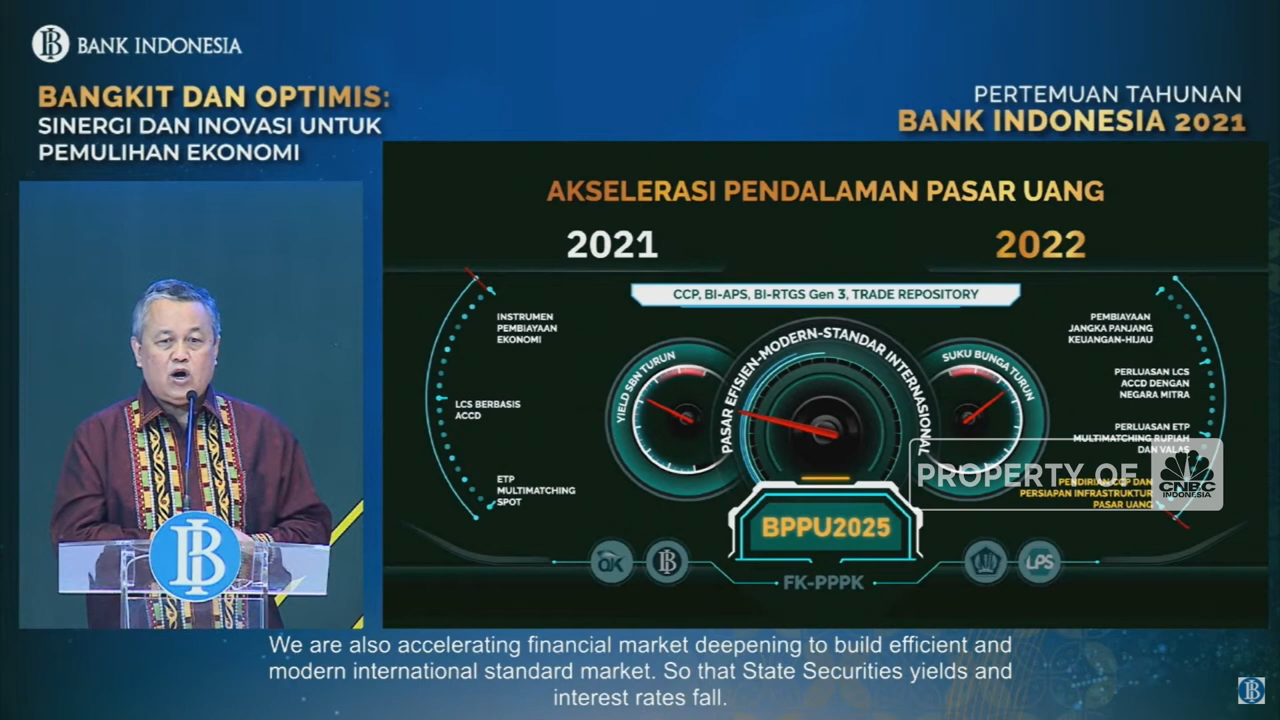 BANK INDONESIA
BANGKIT DAN OPTIMIS:
SINERGI DAN INOVASI UNTUK
PEMULIHAN EKONOMI
PERTEMUAN TAHUNAN
BANK INDONESIA 2021
AKSELERASI PENDALAMAN PASAR UANG
2021
2022
CCP, BI-APS, BI-RTGS Gen 3, TRADE REPOSITORY
INSTRUMEN
PEMBIAYAAN
EKONOMI
LCS BERBASIS
ACCD
ETP
MULTIMATCHING
SPOT
YIELD SBN TURUN
PASAR EFISIEN-MODERN-STANDAR INTERNASIONAL
SUKU BUNGA TURUN
PEMBIAYAAN
JANGKA PANJANG
KEUANGAN-HIJAU
PERLUASAN LCS
ACCD DENGAN
NEGARA MITRA
PERLUASAN ETP
MULTIMATCHING RUPIAH
DAN VALAS
PENDIRIAN CCP DAN
PERSIAPAN INFRASTRUKTUR
PASAR UANG
PROPERTY OF
CNBC
INDONESIA
BPPU2025
OJK
LPS
FK-PPPK
We are also accelerating financial market deepening to build efficient and
modern international standard market. So that State Securities yields and
interest rates fall.